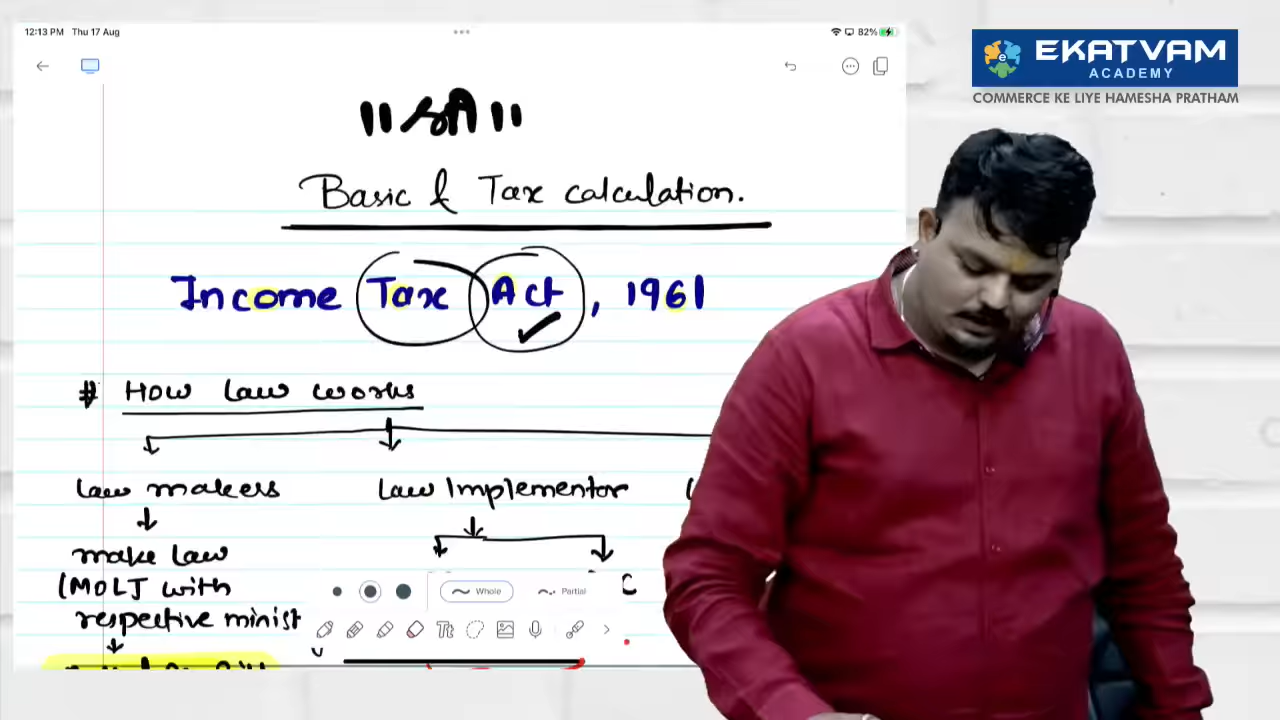 12:13 PM Thu 17 Aug
82%
EKATVAM
ACADEMY
COMMERCE KE LIYE HAMESHA PRATHAM
॥ श्री ॥
Basic & Tax calculation.
Income Tax Act, 1961
# How Law works
Law makers Law Implementor
make Law
(MOLJ with
respective minist
Whole Partial
Tt